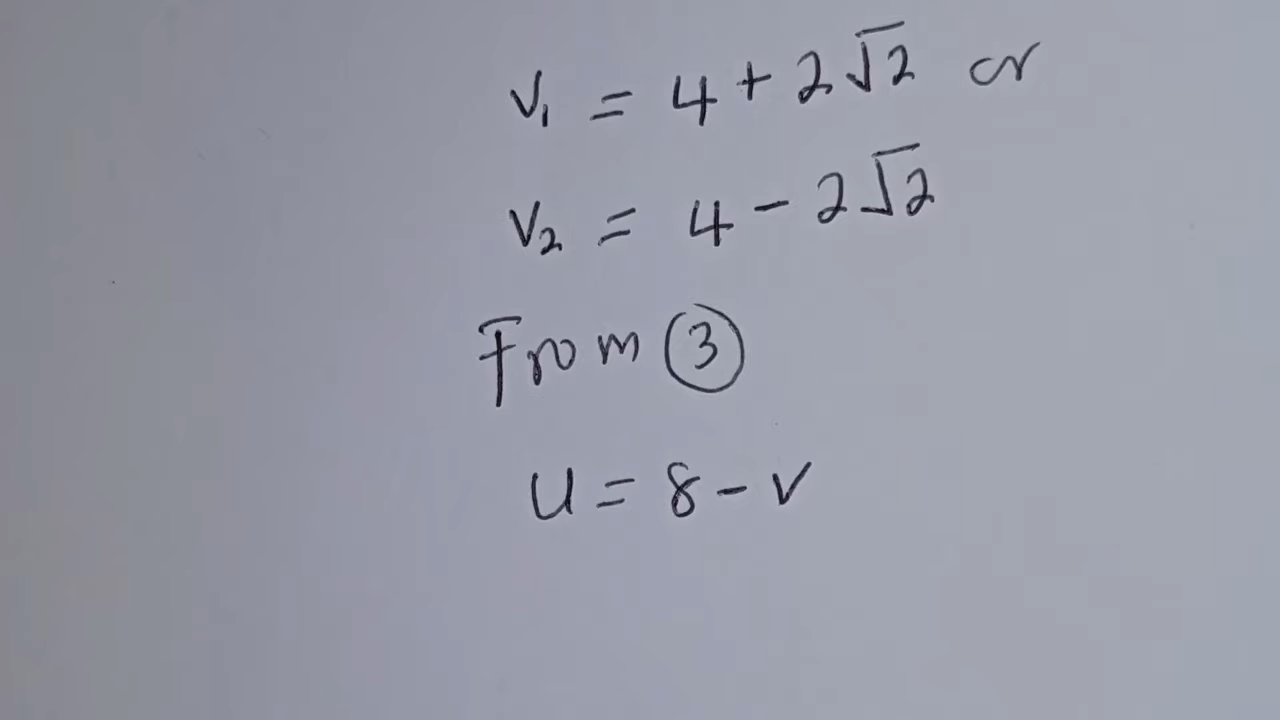 V₁ = 4 + 2√2 or
V₂ = 4 - 2√2
From ③
U = 8 - V